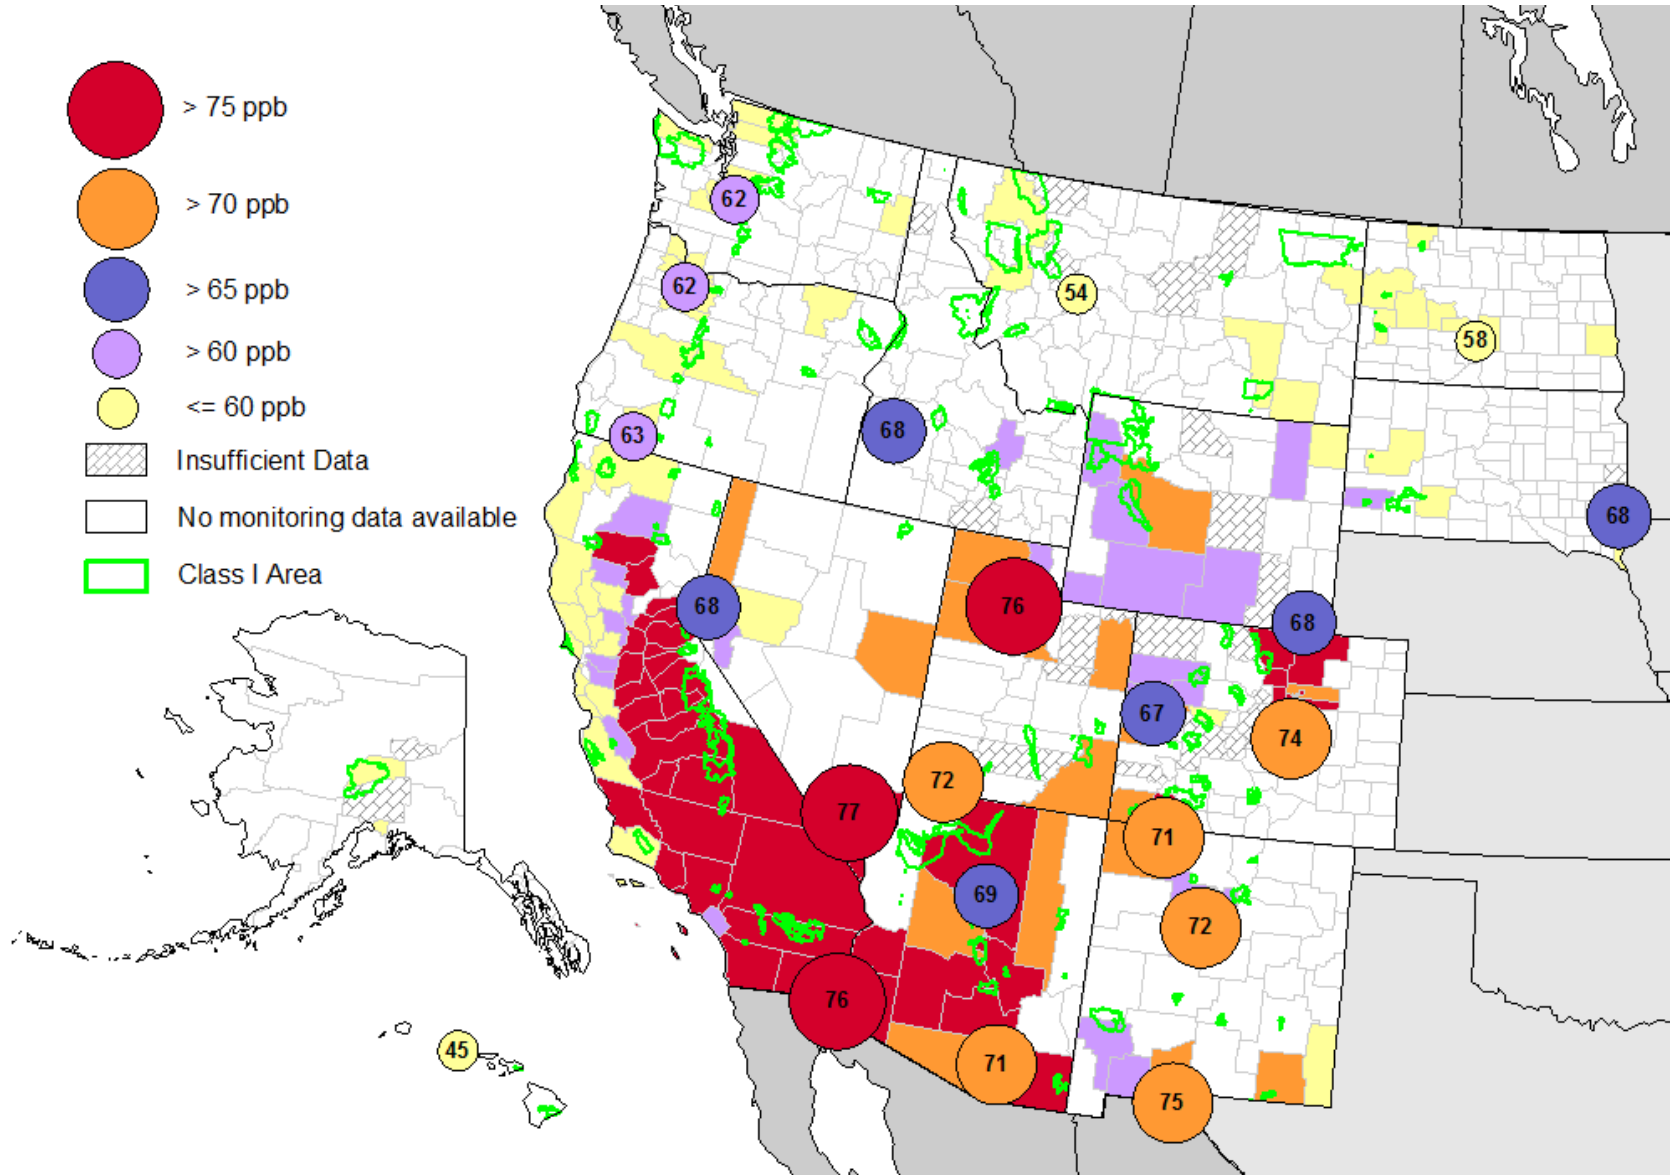 > 75 ppb
> 70 ppb
> 65 ppb
> 60 ppb
<= 60 ppb
Insufficient Data
No monitoring data available
Class I Area
62
62
54
58
63
68
68
68
76
68
67
74
72
77
71
69
72
76
45
71
75